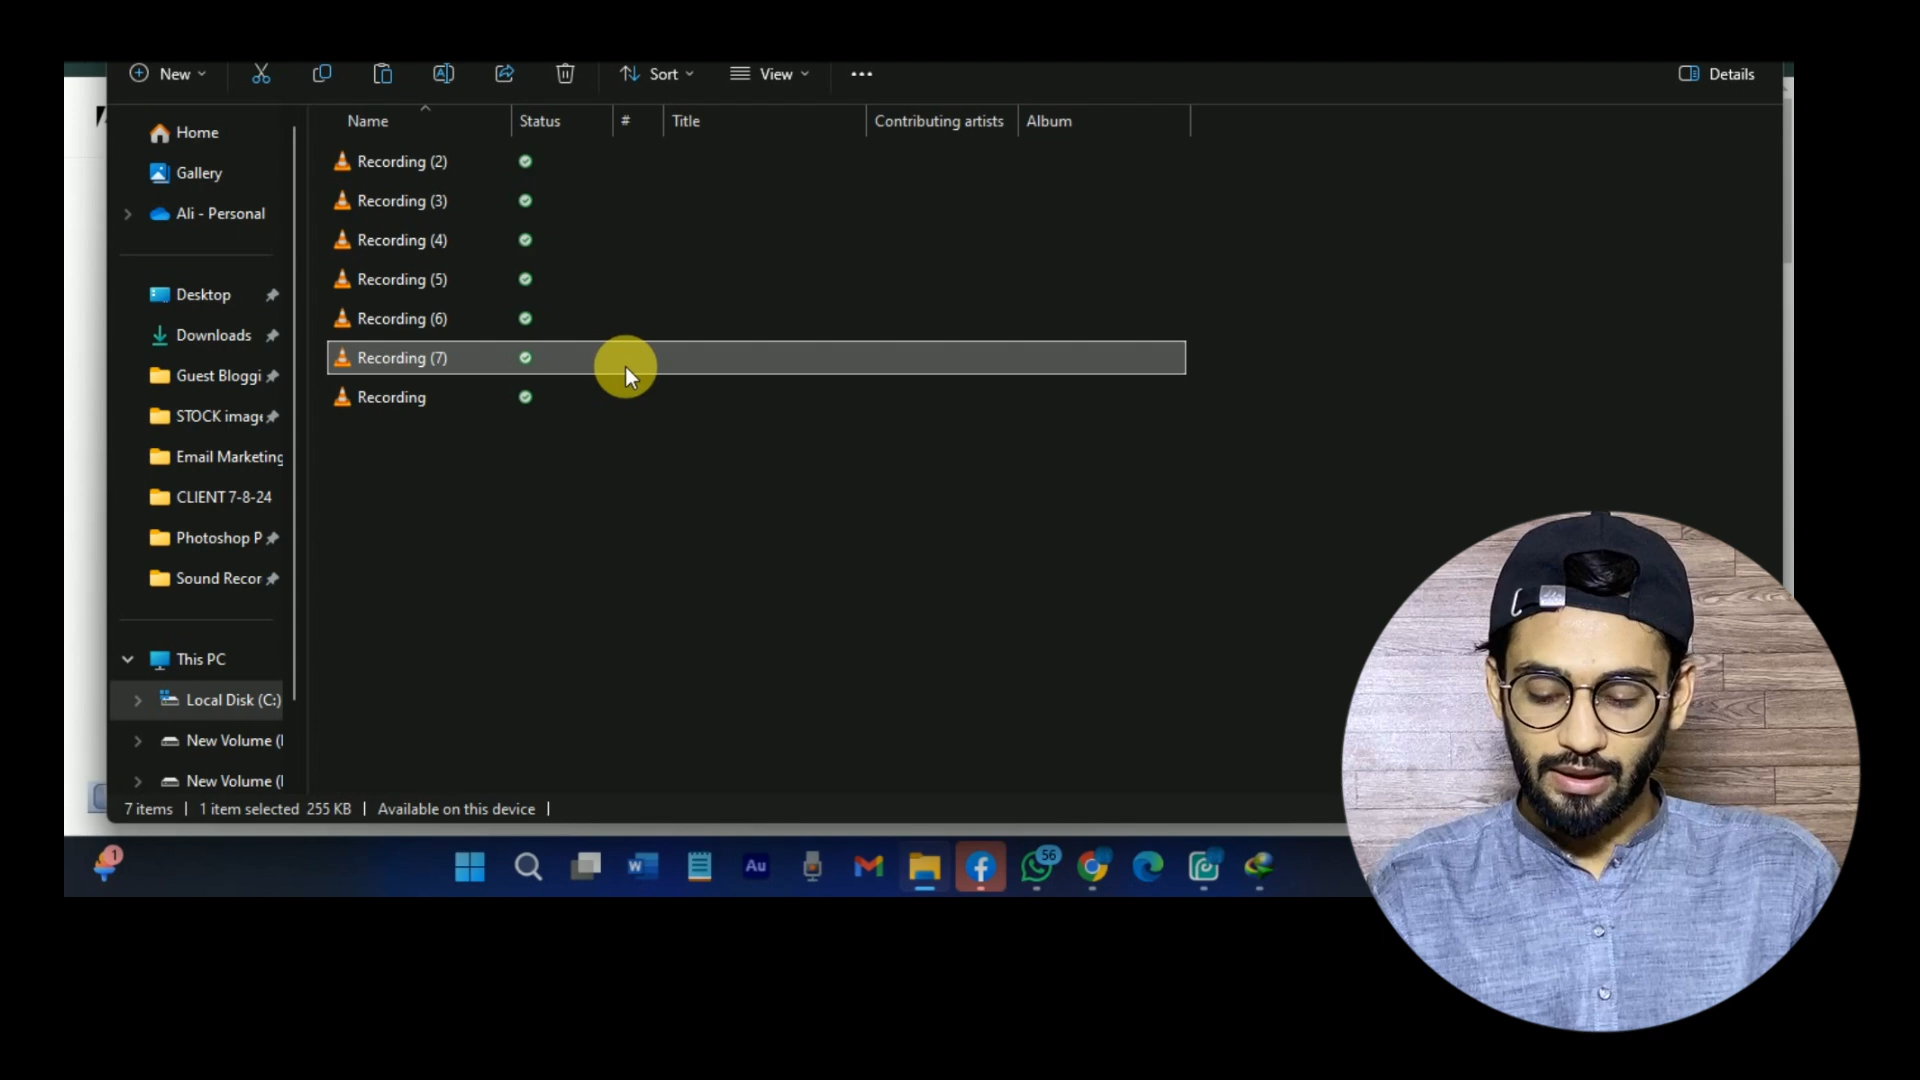 New
Sort
View
Details
Name
Status
#
Title
Contributing artists
Album
Home
Gallery
Ali - Personal
Desktop
Downloads
Guest Bloggi
STOCK image
Email Marketing
CLIENT 7-8-24
Photoshop P
Sound Recor
This PC
Local Disk (C:)
New Volume (
New Volume (
Recording (2)
Recording (3)
Recording (4)
Recording (5)
Recording (6)
Recording (7)
Recording
7 items | 1 item selected 255 KB | Available on this device |
1
W
Au
56